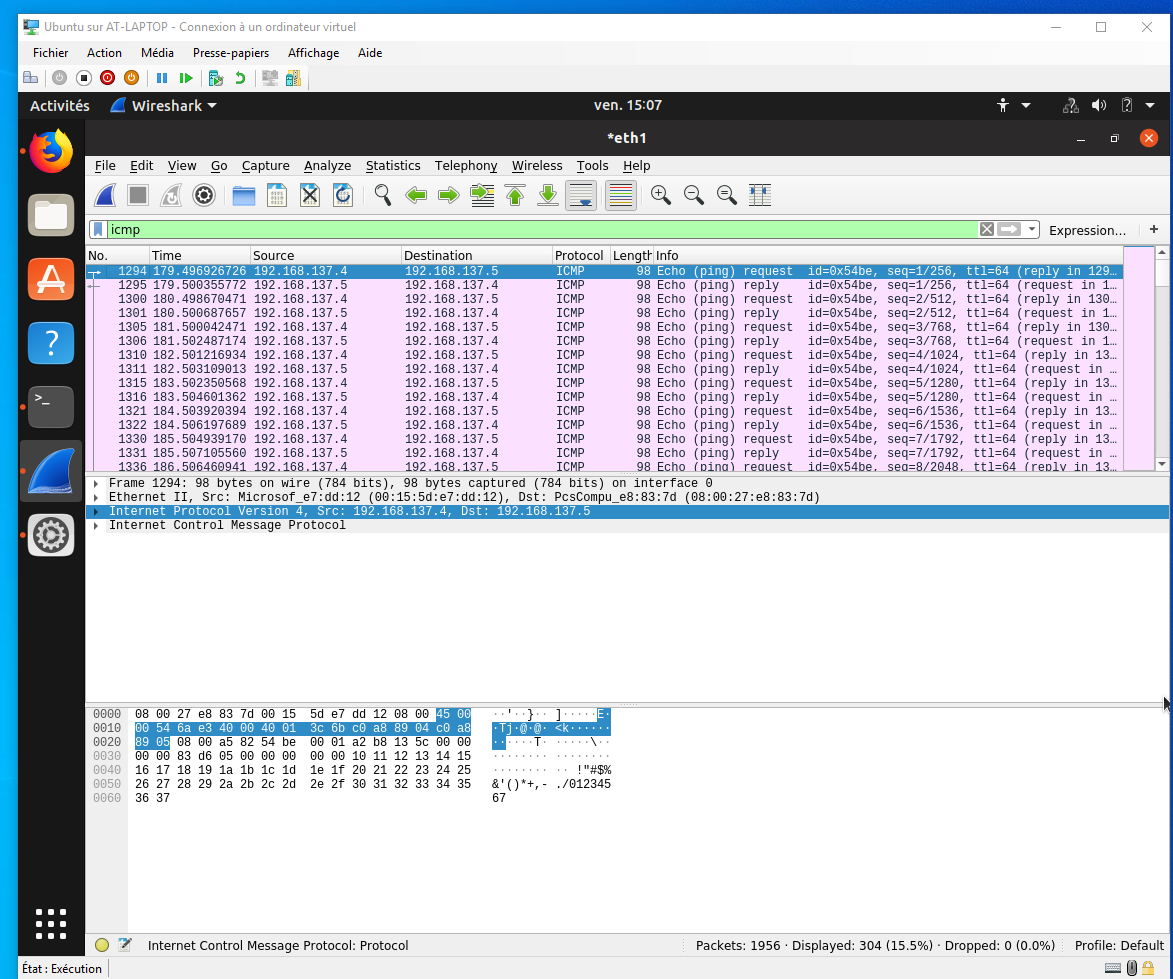 Ubuntu sur AT-LAPTOP - Connexion à un ordinateur virtuel
Fichier Action Média Presse-papiers Affichage Aide
Activités Wireshark ven. 15:07
*eth1
File Edit View Go Capture Analyze Statistics Telephony Wireless Tools Help
icmp Expression… +
No. Time Source Destination Protocol Length Info
1294 179.496926726 192.168.137.4 192.168.137.5 ICMP 98 Echo (ping) request id=0x54be, seq=1/256, ttl=64 (reply in 129…
1295 179.500355772 192.168.137.5 192.168.137.4 ICMP 98 Echo (ping) reply id=0x54be, seq=1/256, ttl=64 (request in 1…
1300 180.498670471 192.168.137.4 192.168.137.5 ICMP 98 Echo (ping) request id=0x54be, seq=2/512, ttl=64 (reply in 130…
1301 180.500687657 192.168.137.5 192.168.137.4 ICMP 98 Echo (ping) reply id=0x54be, seq=2/512, ttl=64 (request in 1…
1305 181.500042471 192.168.137.4 192.168.137.5 ICMP 98 Echo (ping) request id=0x54be, seq=3/768, ttl=64 (reply in 130…
1306 181.502487174 192.168.137.5 192.168.137.4 ICMP 98 Echo (ping) reply id=0x54be, seq=3/768, ttl=64 (request in 1…
1310 182.501216934 192.168.137.4 192.168.137.5 ICMP 98 Echo (ping) request id=0x54be, seq=4/1024, ttl=64 (reply in 13…
1311 182.503109013 192.168.137.5 192.168.137.4 ICMP 98 Echo (ping) reply id=0x54be, seq=4/1024, ttl=64 (request in …
1315 183.502350568 192.168.137.4 192.168.137.5 ICMP 98 Echo (ping) request id=0x54be, seq=5/1280, ttl=64 (reply in 13…
1316 183.504601362 192.168.137.5 192.168.137.4 ICMP 98 Echo (ping) reply id=0x54be, seq=5/1280, ttl=64 (request in …
1321 184.503920394 192.168.137.4 192.168.137.5 ICMP 98 Echo (ping) request id=0x54be, seq=6/1536, ttl=64 (reply in 13…
1322 184.506197689 192.168.137.5 192.168.137.4 ICMP 98 Echo (ping) reply id=0x54be, seq=6/1536, ttl=64 (request in …
1330 185.504939170 192.168.137.4 192.168.137.5 ICMP 98 Echo (ping) request id=0x54be, seq=7/1792, ttl=64 (reply in 13…
1331 185.507105560 192.168.137.5 192.168.137.4 ICMP 98 Echo (ping) reply id=0x54be, seq=7/1792, ttl=64 (request in …
1336 186.506460941 192.168.137.4 192.168.137.5 ICMP 98 Echo (ping) request id=0x54be, seq=8/2048, ttl=64 (reply in 13…
Frame 1294: 98 bytes on wire (784 bits), 98 bytes captured (784 bits) on interface 0
Ethernet II, Src: Microsof_e7:dd:12 (00:15:5d:e7:dd:12), Dst: PcsCompu_e8:83:7d (08:00:27:e8:83:7d)
Internet Protocol Version 4, Src: 192.168.137.4, Dst: 192.168.137.5
Internet Control Message Protocol
0000 08 00 27 e8 83 7d 00 15 5d e7 dd 12 08 00 45 00 ··'··}·· ]·····E·
0010 00 54 6a e3 40 00 40 01 3c 6b c0 a8 89 04 c0 a8 ·Tj·@·@· <k······
0020 89 05 08 00 a5 82 54 be 00 01 a2 b8 13 5c 00 00 ······T· ·····\··
0030 00 00 83 d6 05 00 00 00 00 00 10 11 12 13 14 15 ········ ········
0040 16 17 18 19 1a 1b 1c 1d 1e 1f 20 21 22 23 24 25 ········ ·· !"#$%
0050 26 27 28 29 2a 2b 2c 2d 2e 2f 30 31 32 33 34 35 &'()*+,- ./012345
0060 36 37 67
Internet Control Message Protocol: Protocol Packets: 1956 · Displayed: 304 (15.5%) · Dropped: 0 (0.0%) Profile: Default
État : Exécution